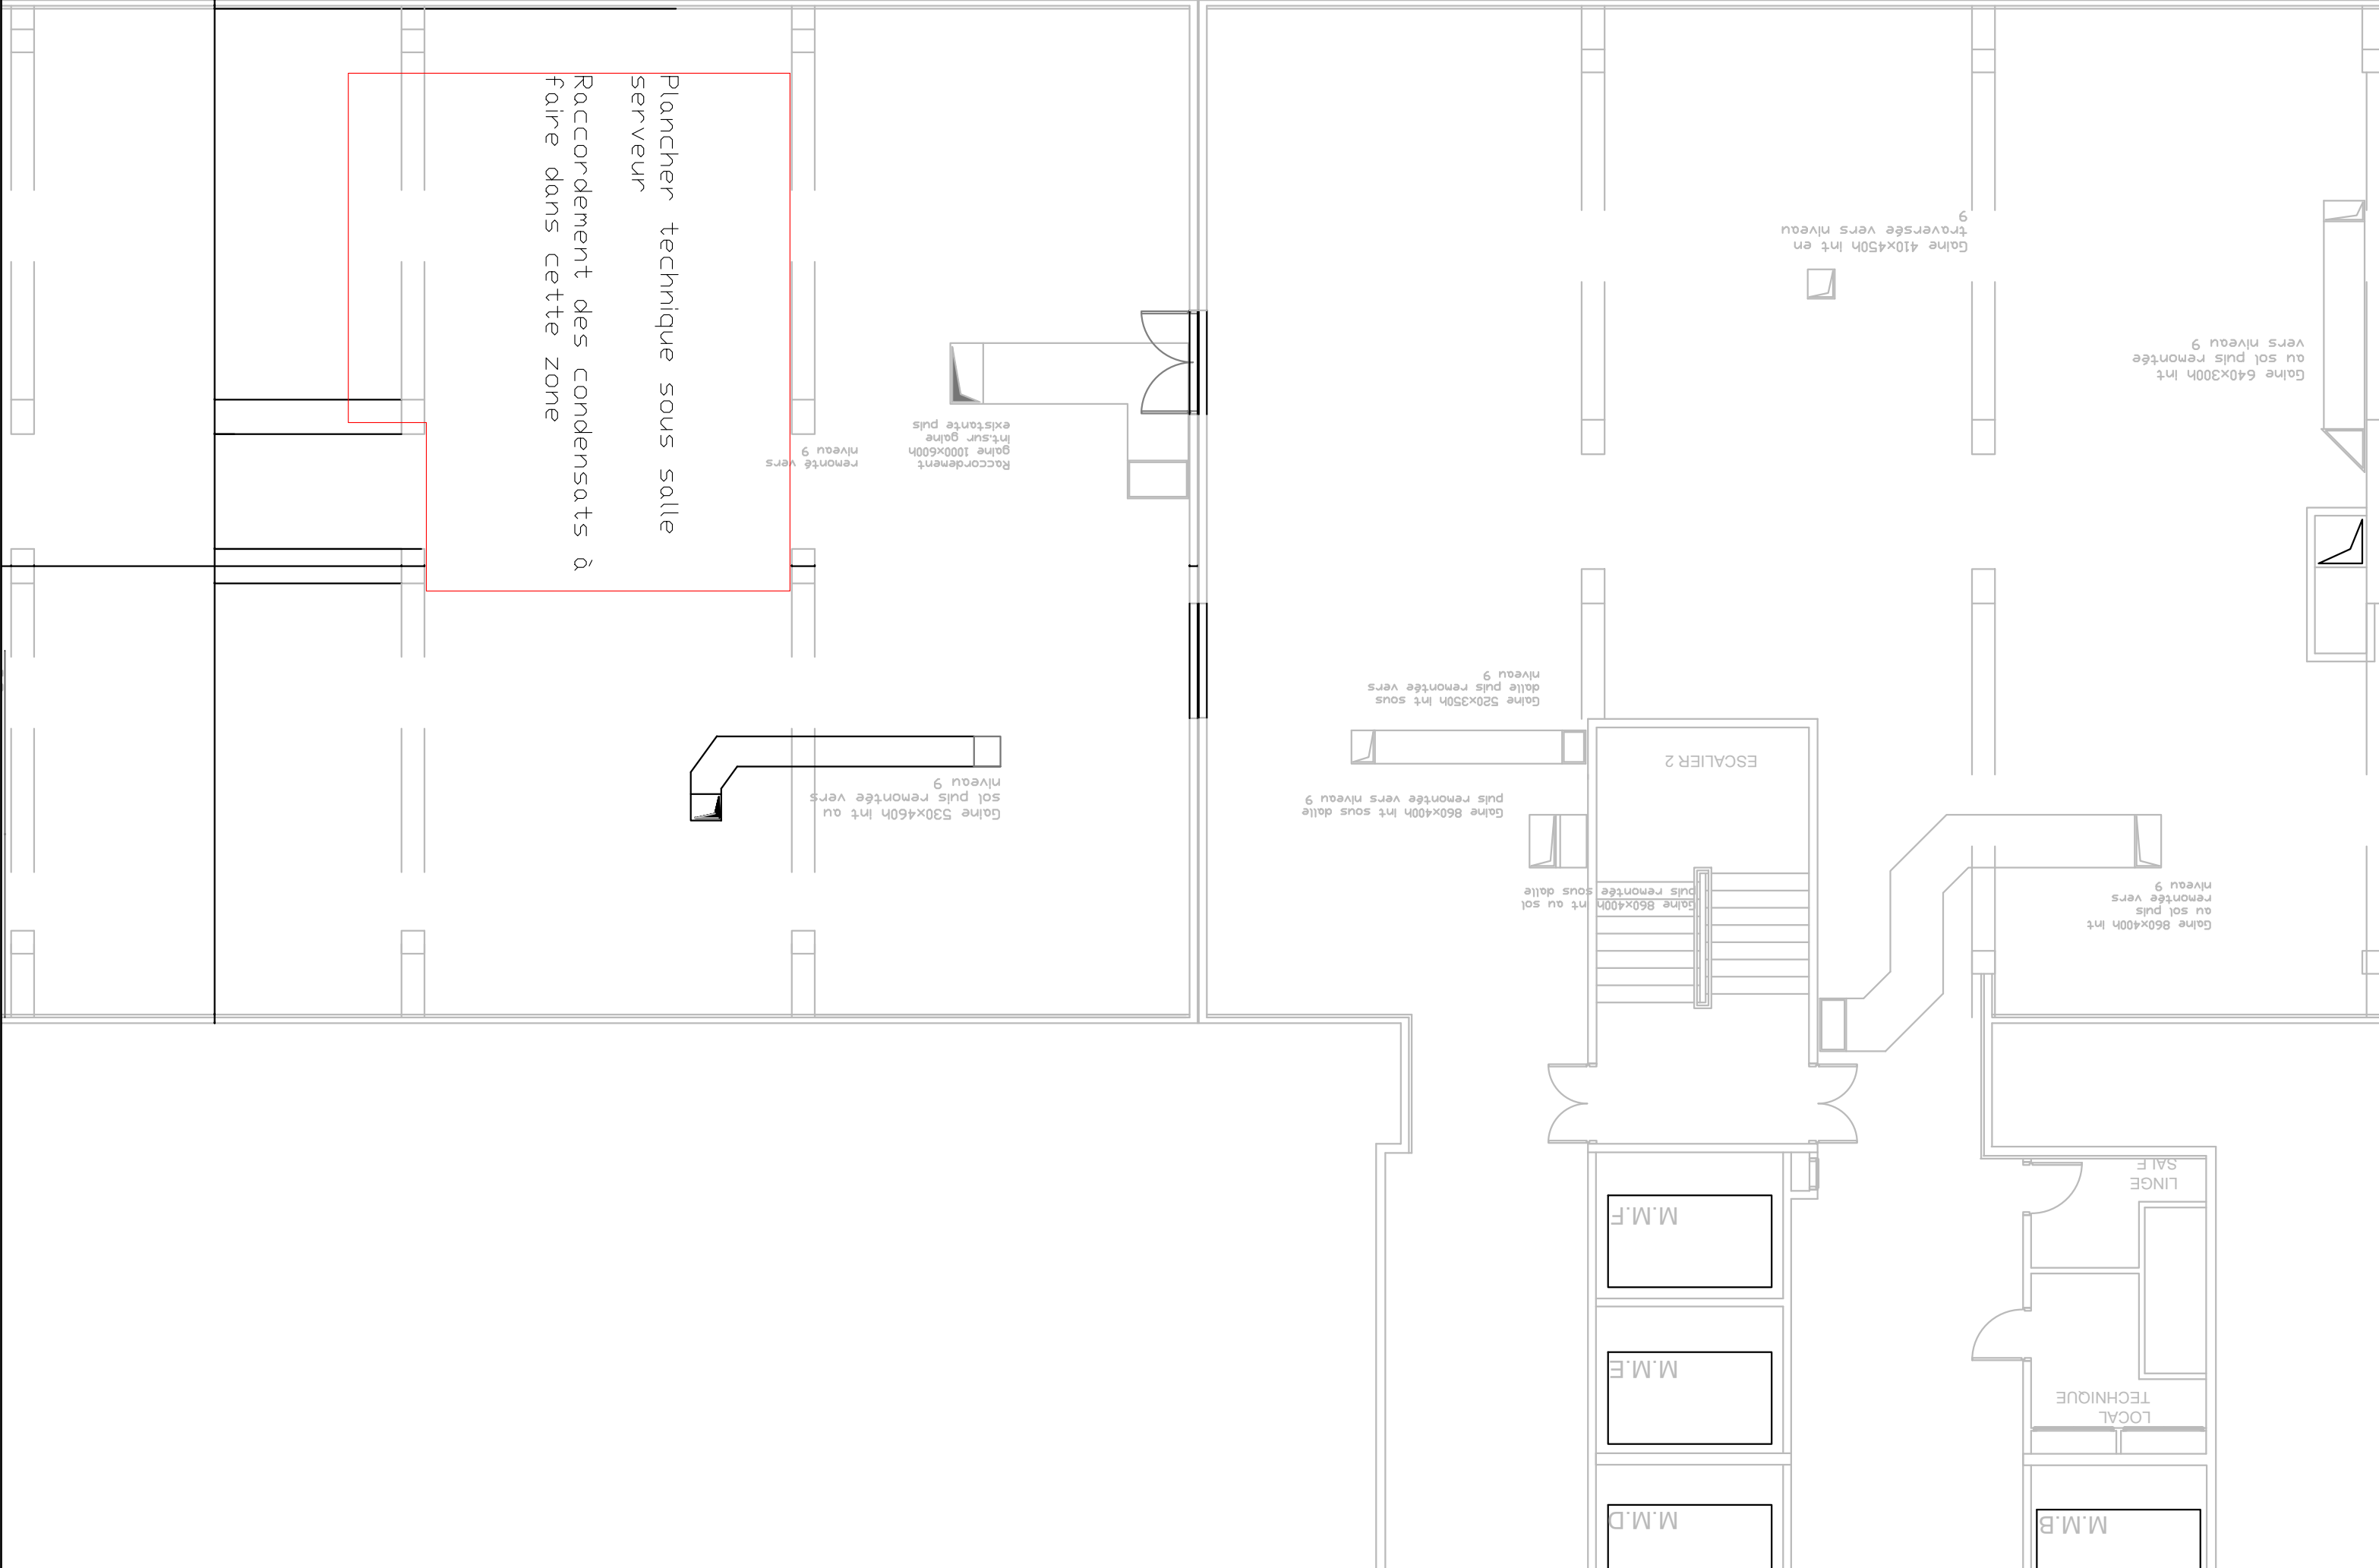 Plancher technique sous salle
serveur
Raccordement des condensats à
faire dans cette zone
remonté vers
niveau 9
Raccordement
gaine 1000x600h
int.sur gaine
existante puis
Gaine 530x460h int au
sol puis remontée vers
niveau 9
Gaine 410x450h int en
traversée vers niveau
9
Gaine 640x300h int
au sol puis remontée
vers niveau 9
Gaine 520x350h int sous
dalle puis remontée vers
niveau 9
Gaine 860x400h int sous dalle
puis remontée vers niveau 9
Gaine 860x400h int au sol
puis remontée sous dalle
ESCALIER 2
Gaine 860x400h int
au sol puis
remontée vers
niveau 9
LINGE
SALE
LOCAL
TECHNIQUE
M.M.F
M.M.E
M.M.D
M.M.B